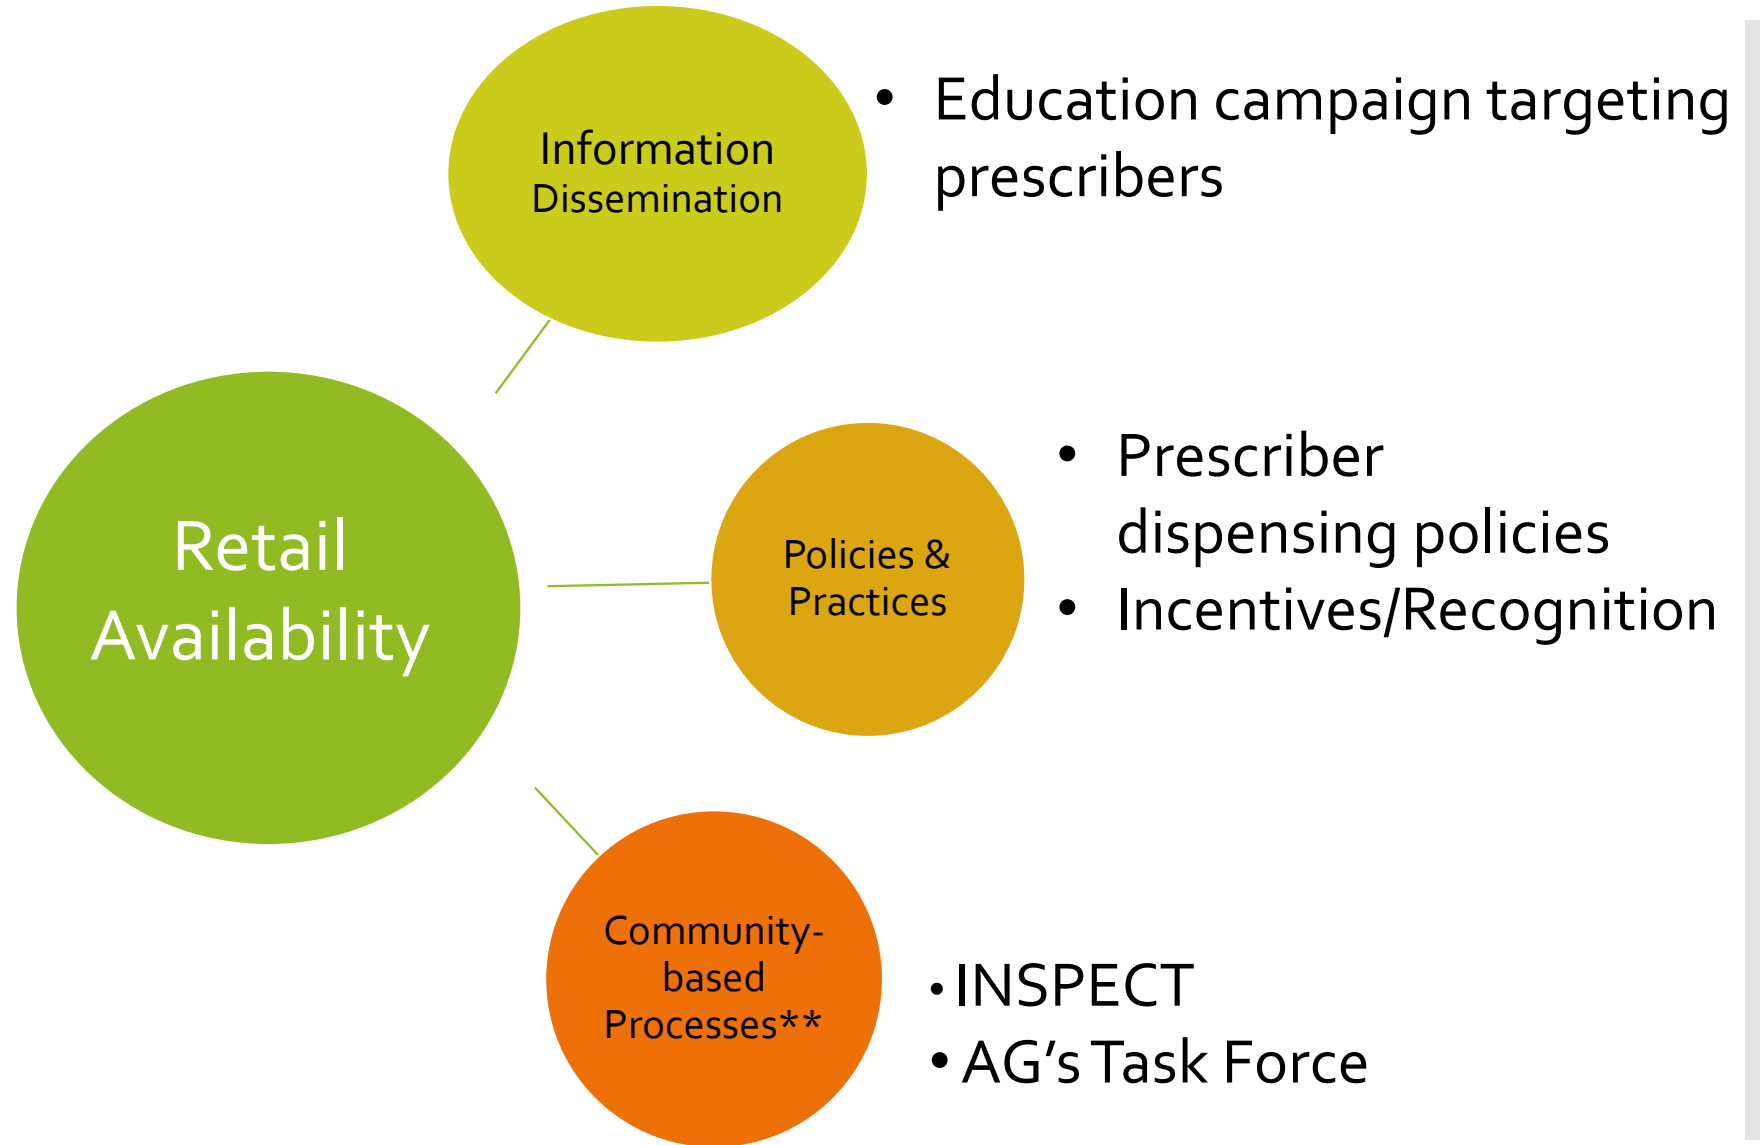 Information
Dissemination
• Education campaign targeting
prescribers
Retail
Availability
Policies &
Practices
• Prescriber
dispensing policies
• Incentives/Recognition
Community-
based
Processes**
• INSPECT
• AG’s Task Force